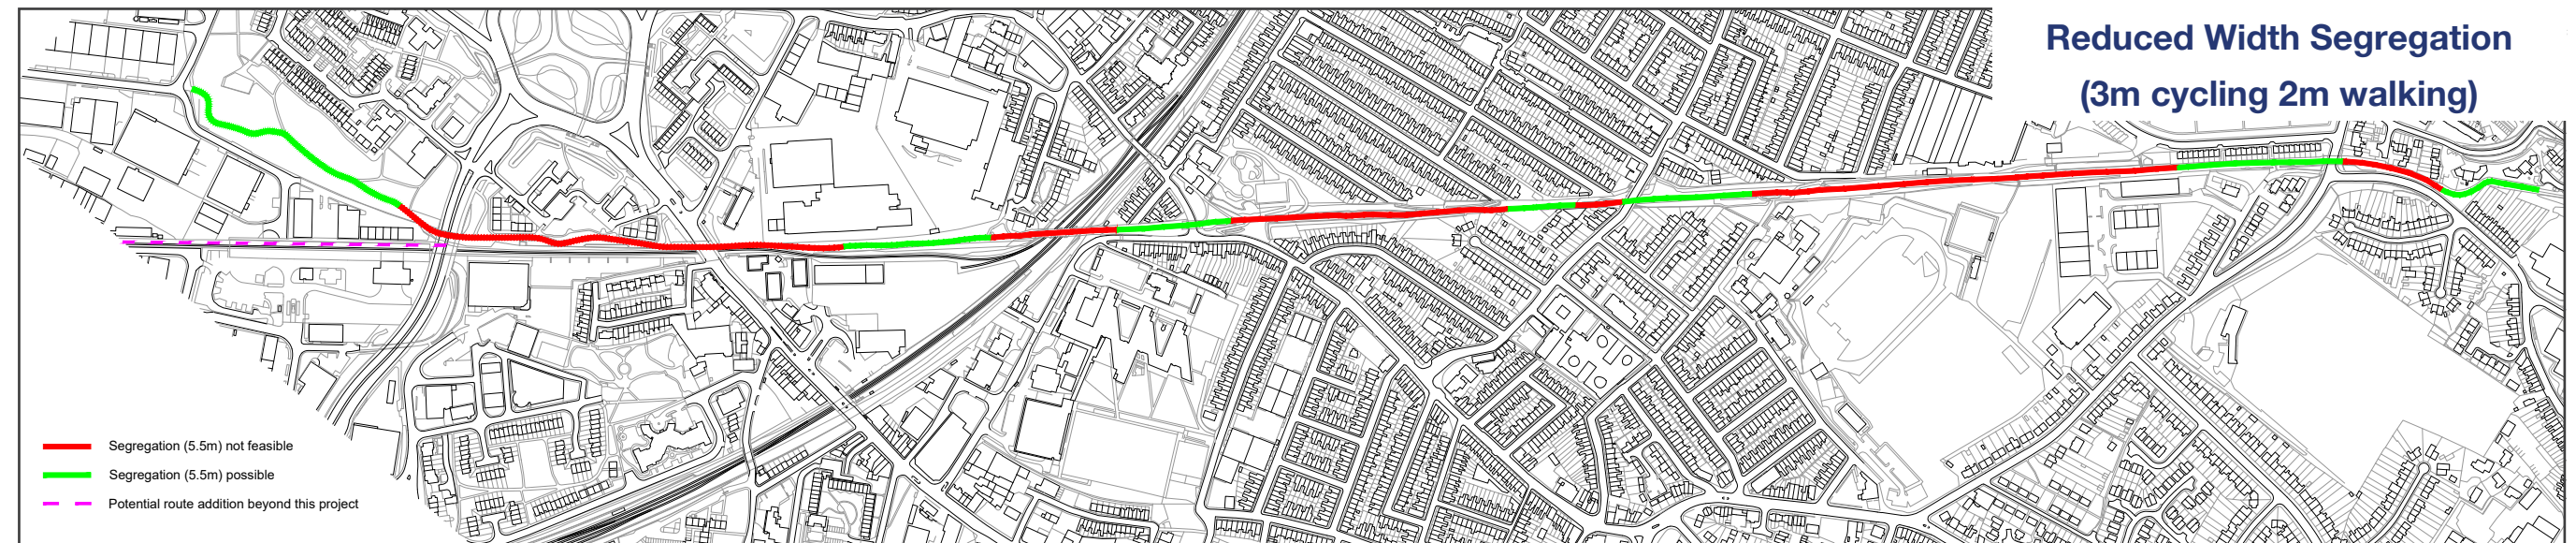 Reduced Width Segregation
(3m cycling 2m walking)
Segregation (5.5m) not feasible
Segregation (5.5m) possible
Potential route addition beyond this project